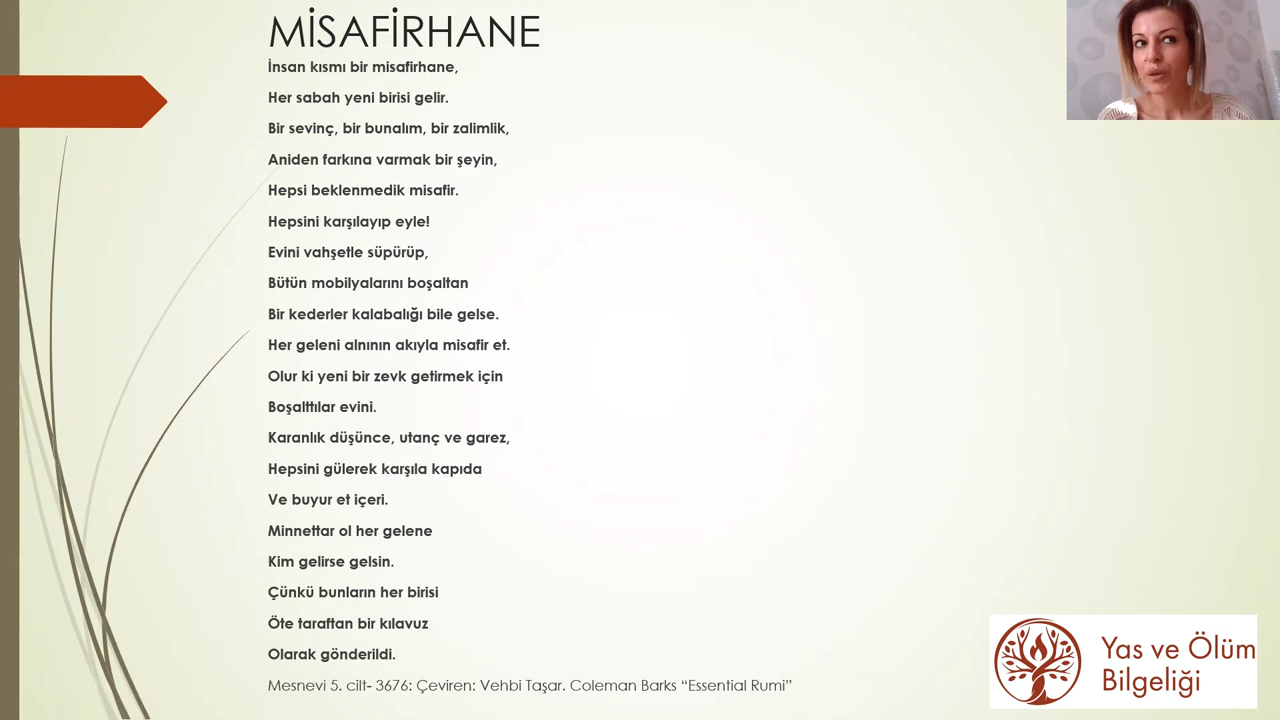 MİSAFİRHANE
İnsan kısmı bir misafirhane,
Her sabah yeni birisi gelir.
Bir sevinç, bir bunalım, bir zalimlik,
Aniden farkına varmak bir şeyin,
Hepsi beklenmedik misafir.
Hepsini karşılayıp eyle!
Evini vahşetle süpürüp,
Bütün mobilyalarını boşaltan
Bir kederler kalabalığı bile gelse.
Her geleni alnının akıyla misafir et.
Olur ki yeni bir zevk getirmek için
Boşalttılar evini.
Karanlık düşünce, utanç ve garez,
Hepsini gülerek karşıla kapıda
Ve buyur et içeri.
Minnettar ol her gelene
Kim gelirse gelsin.
Çünkü bunların her birisi
Öte taraftan bir kılavuz
Olarak gönderildi.
Mesnevi 5. cilt- 3676: Çeviren: Vehbi Taşar. Coleman Barks “Essential Rumi”
Yas ve Ölüm
Bilgeliği